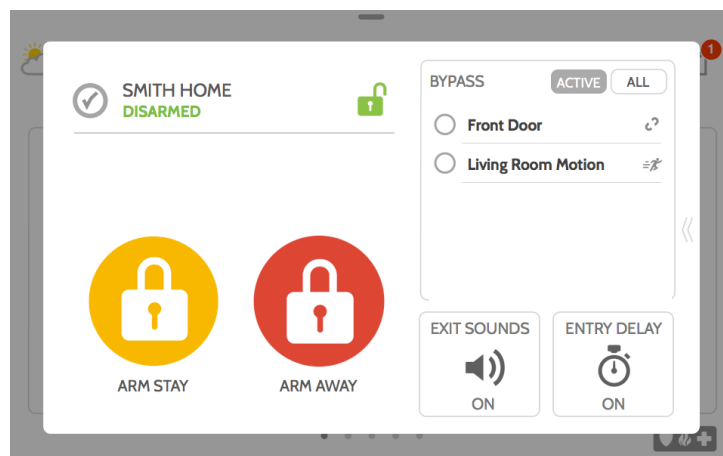 SMITH HOME
DISARMED
ARM STAY
ARM AWAY
BYPASS
ACTIVE
ALL
Front Door
Living Room Motion
EXIT SOUNDS
ON
ENTRY DELAY
ON
1